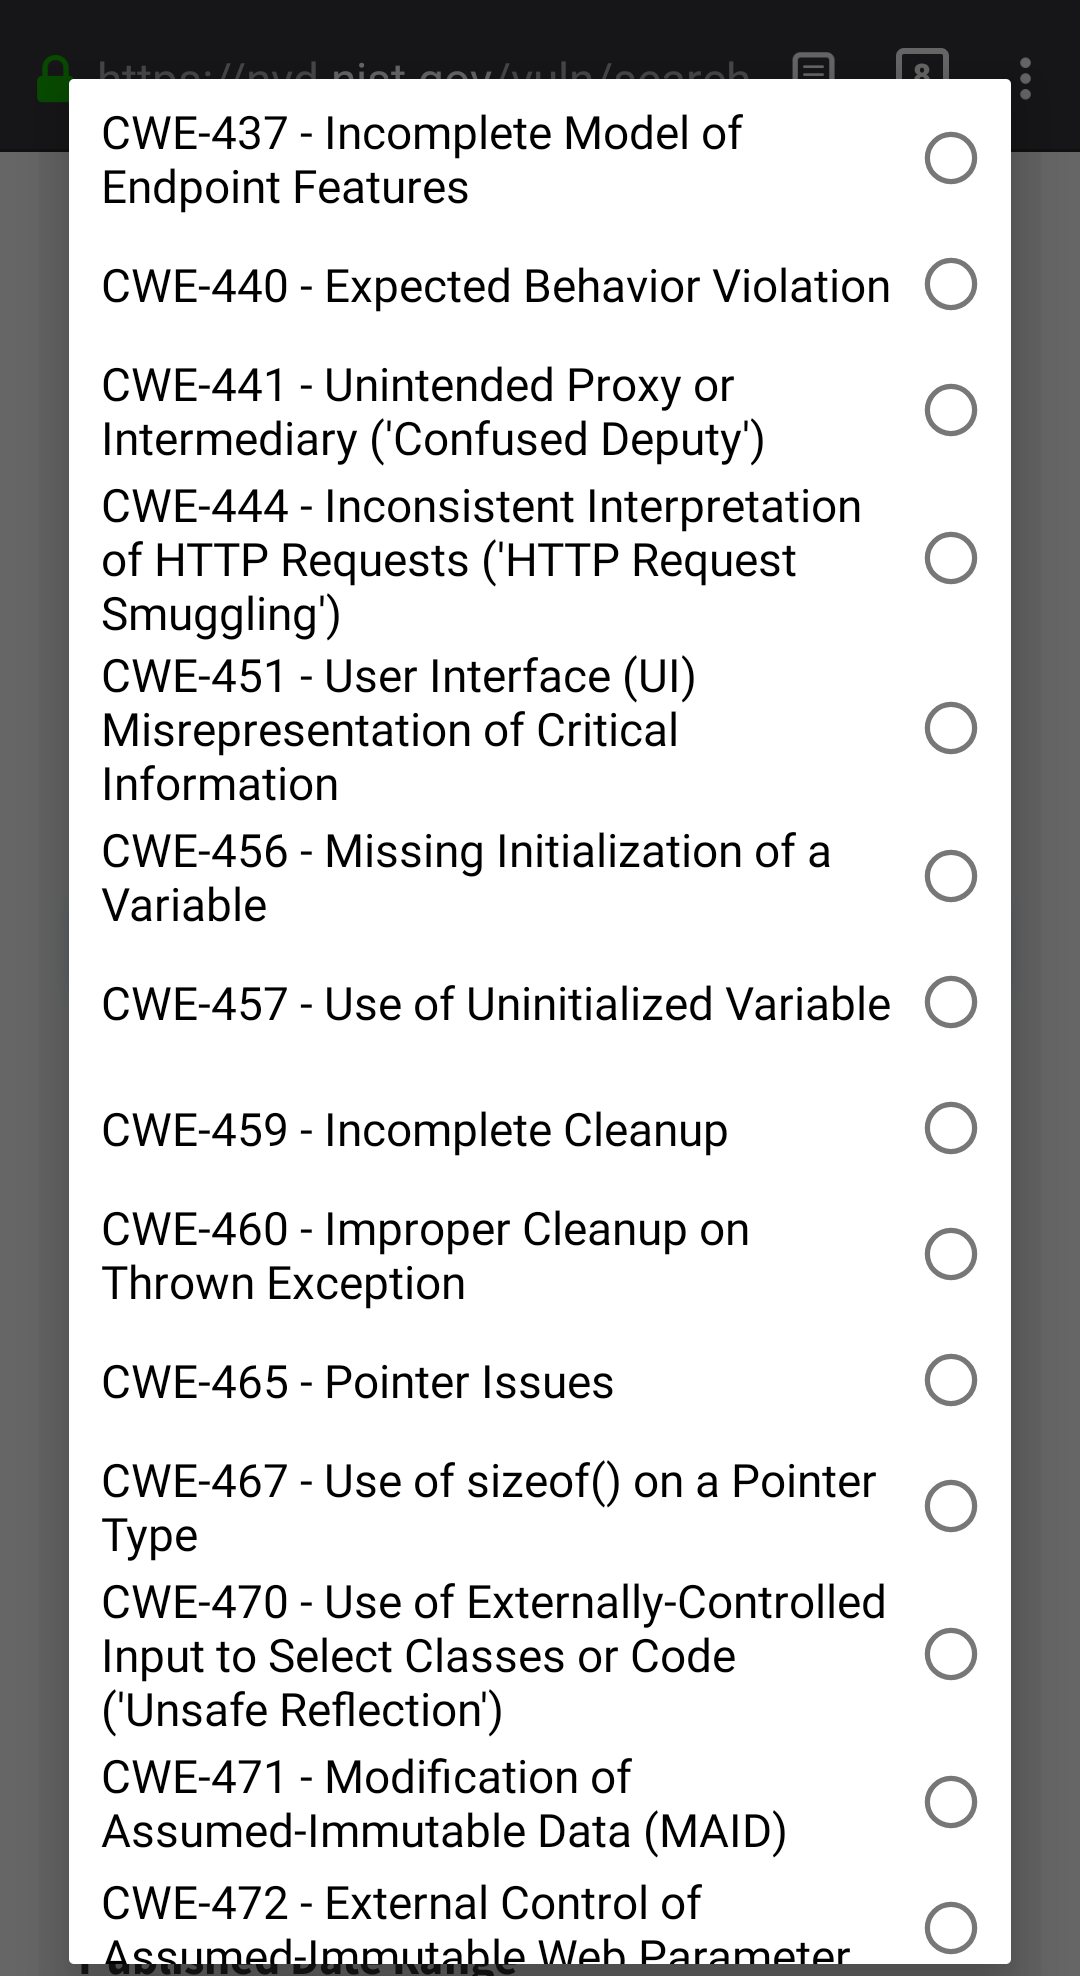 https://nvd.nist.gov/vuln/search
8
CWE-437 - Incomplete Model of
Endpoint Features
CWE-440 - Expected Behavior Violation
CWE-441 - Unintended Proxy or
Intermediary ('Confused Deputy')
CWE-444 - Inconsistent Interpretation
of HTTP Requests ('HTTP Request
Smuggling')
CWE-451 - User Interface (UI)
Misrepresentation of Critical
Information
CWE-456 - Missing Initialization of a
Variable
CWE-457 - Use of Uninitialized Variable
CWE-459 - Incomplete Cleanup
CWE-460 - Improper Cleanup on
Thrown Exception
CWE-465 - Pointer Issues
CWE-467 - Use of sizeof() on a Pointer
Type
CWE-470 - Use of Externally-Controlled
Input to Select Classes or Code
('Unsafe Reflection')
CWE-471 - Modification of
Assumed-Immutable Data (MAID)
CWE-472 - External Control of
Assumed-Immutable Web Parameter
Published Date Range